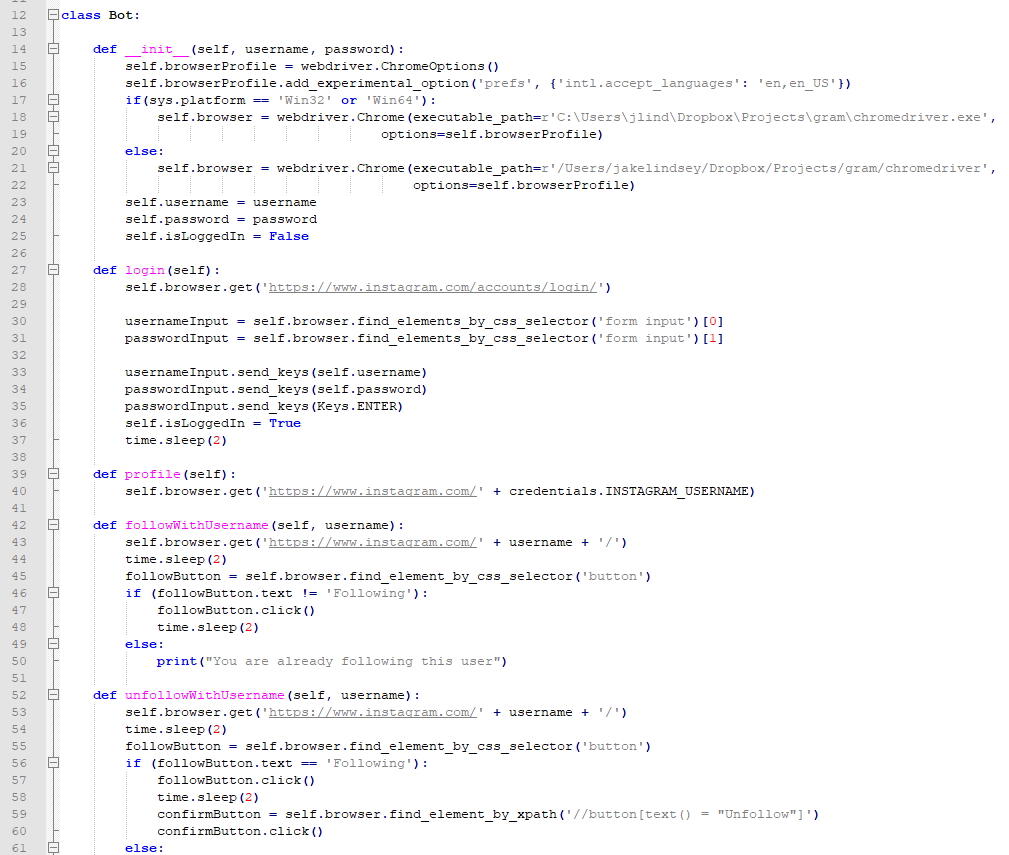 12 class Bot:
13
14 def __init__(self, username, password):
15 self.browserProfile = webdriver.ChromeOptions()
16 self.browserProfile.add_experimental_option('prefs', {'intl.accept_languages': 'en,en_US'})
17 if(sys.platform == 'Win32' or 'Win64'):
18 self.browser = webdriver.Chrome(executable_path=r'C:\Users\jlind\Dropbox\Projects\gram\chromedriver.exe',
19 options=self.browserProfile)
20 else:
21 self.browser = webdriver.Chrome(executable_path=r'/Users/jakelindsey/Dropbox/Projects/gram/chromedriver',
22 options=self.browserProfile)
23 self.username = username
24 self.password = password
25 self.isLoggedIn = False
26
27 def login(self):
28 self.browser.get('https://www.instagram.com/accounts/login/')
29
30 usernameInput = self.browser.find_elements_by_css_selector('form input')[0]
31 passwordInput = self.browser.find_elements_by_css_selector('form input')[1]
32
33 usernameInput.send_keys(self.username)
34 passwordInput.send_keys(self.password)
35 passwordInput.send_keys(Keys.ENTER)
36 self.isLoggedIn = True
37 time.sleep(2)
38
39 def profile(self):
40 self.browser.get('https://www.instagram.com/' + credentials.INSTAGRAM_USERNAME)
41
42 def followWithUsername(self, username):
43 self.browser.get('https://www.instagram.com/' + username + '/')
44 time.sleep(2)
45 followButton = self.browser.find_element_by_css_selector('button')
46 if (followButton.text != 'Following'):
47 followButton.click()
48 time.sleep(2)
49 else:
50 print("You are already following this user")
51
52 def unfollowWithUsername(self, username):
53 self.browser.get('https://www.instagram.com/' + username + '/')
54 time.sleep(2)
55 followButton = self.browser.find_element_by_css_selector('button')
56 if (followButton.text == 'Following'):
57 followButton.click()
58 time.sleep(2)
59 confirmButton = self.browser.find_element_by_xpath('//button[text() = "Unfollow"]')
60 confirmButton.click()
61 else: